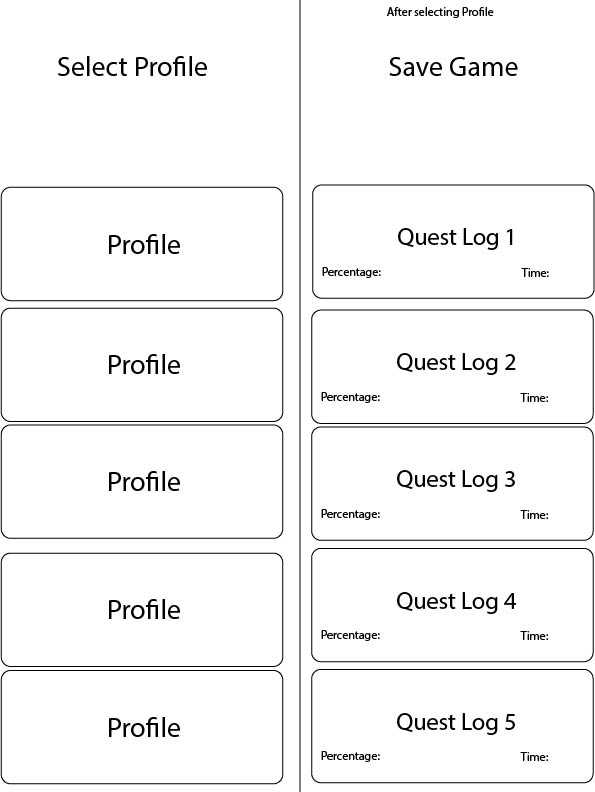 Select Profile
Profile
Profile
Profile
Profile
Profile
After selecting Profile
Save Game
Quest Log 1
Percentage: Time:
Quest Log 2
Percentage: Time:
Quest Log 3
Percentage: Time:
Quest Log 4
Percentage: Time:
Quest Log 5
Percentage: Time: